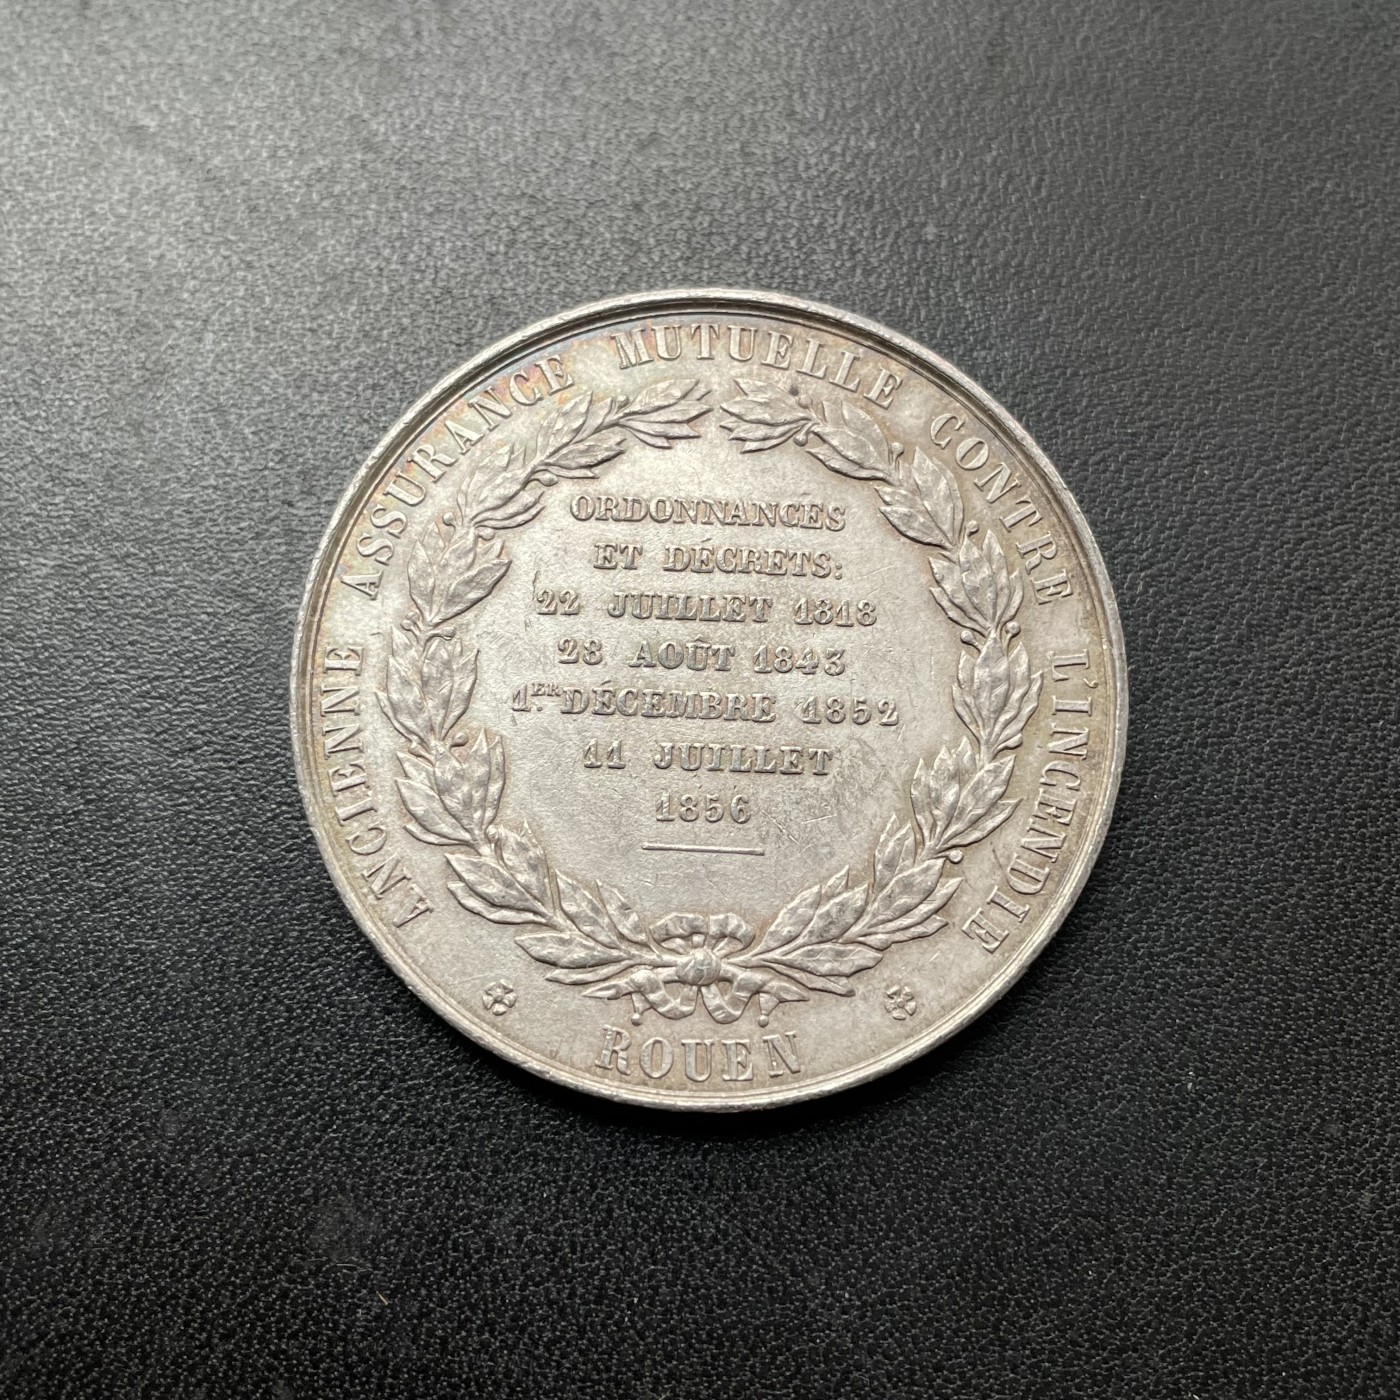 ANCIENNE ASSURANCE MUTUELLE CONTRE L'INCENDIE
ORDONNANCES
ET DÉCRETS:
22 JUILLET 1818
28 AOÛT 1843
1ER DÉCEMBRE 1852
11 JUILLET
1856
ROUEN